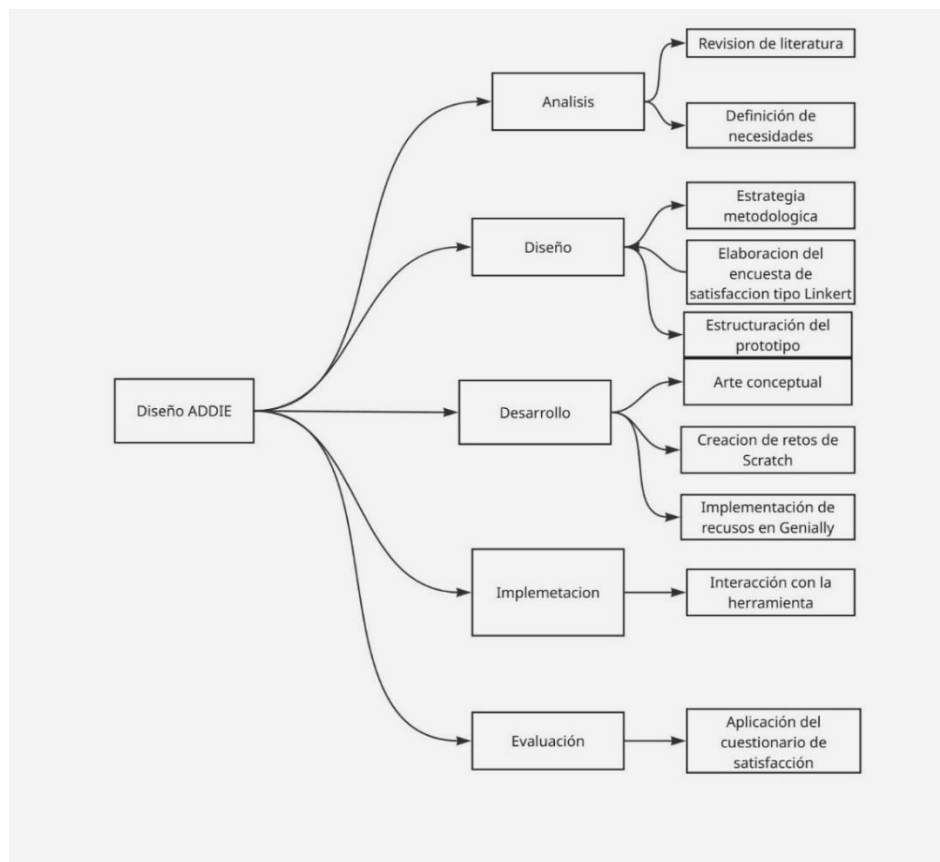 Diseño ADDIE
Analisis
Revision de literatura
Definición de
necesidades
Diseño
Estrategia
metodologica
Elaboracion del
encuesta de
satisfaccion tipo Linkert
Estructuración del
prototipo
Desarrollo
Arte conceptual
Creacion de retos de
Scratch
Implementación de
recusos en Genially
Implemetacion
Interacción con la
herramienta
Evaluación
Aplicación del
cuestionario de
satisfacción